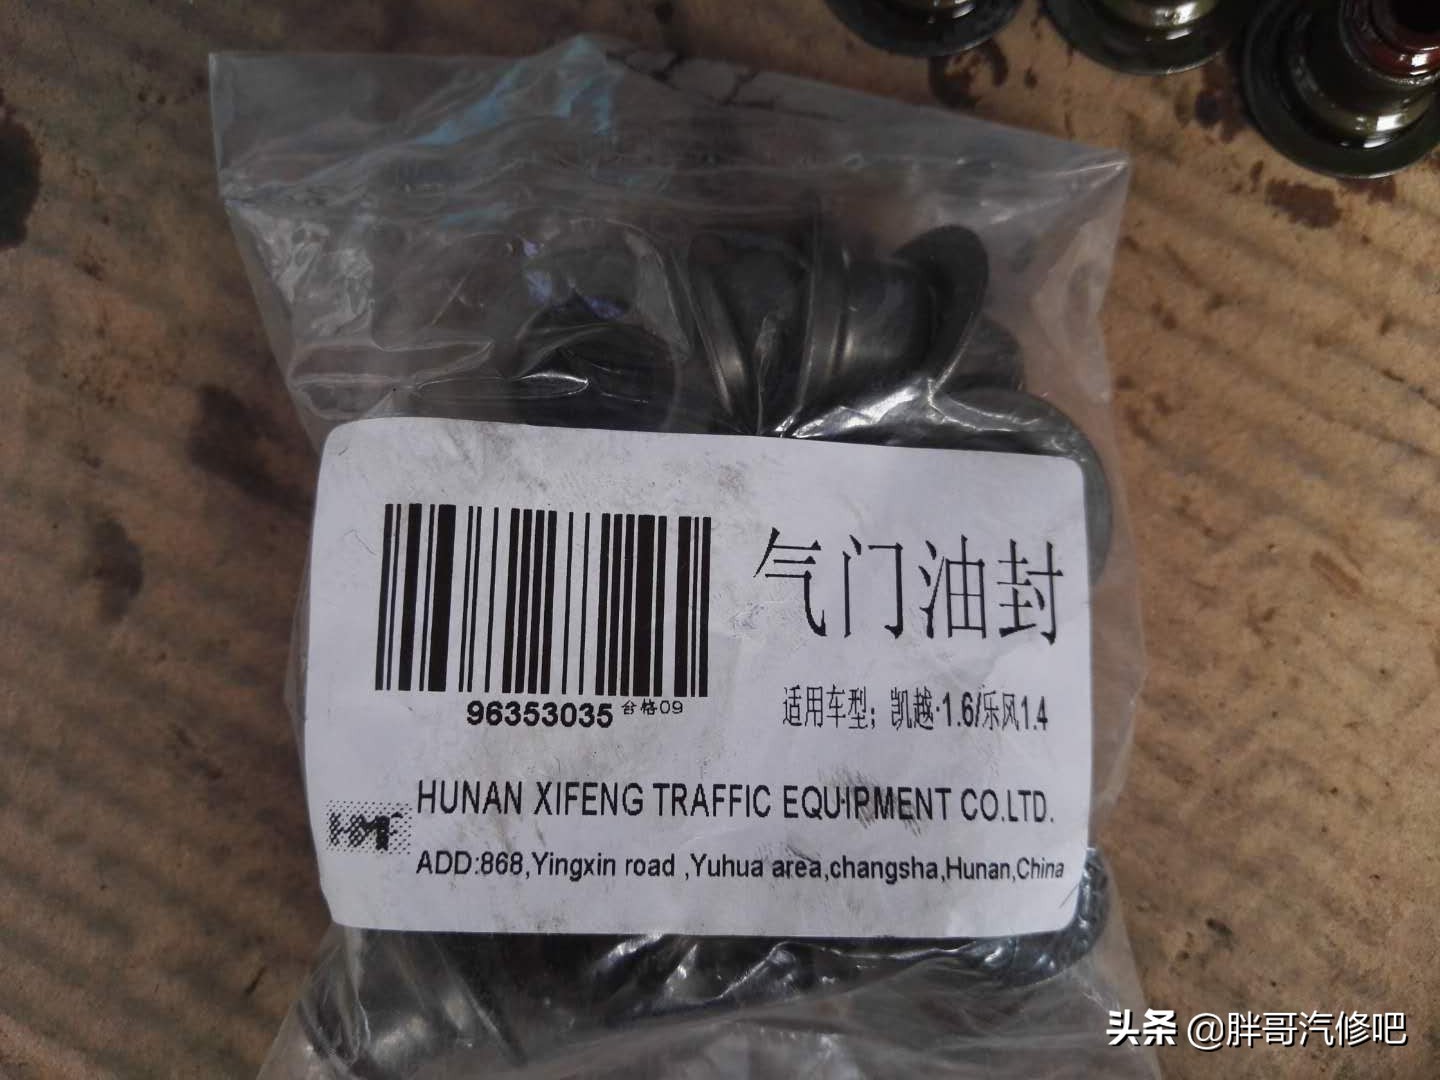 气门油封
适用车型；凯越·1.6/乐风1.4
96353035
合格09
HUNAN XIFENG TRAFFIC EQUIPMENT CO.LTD.
ADD:868,Yingxin road ,Yuhua area,changsha,Hunan,China
头条 @胖哥汽修吧